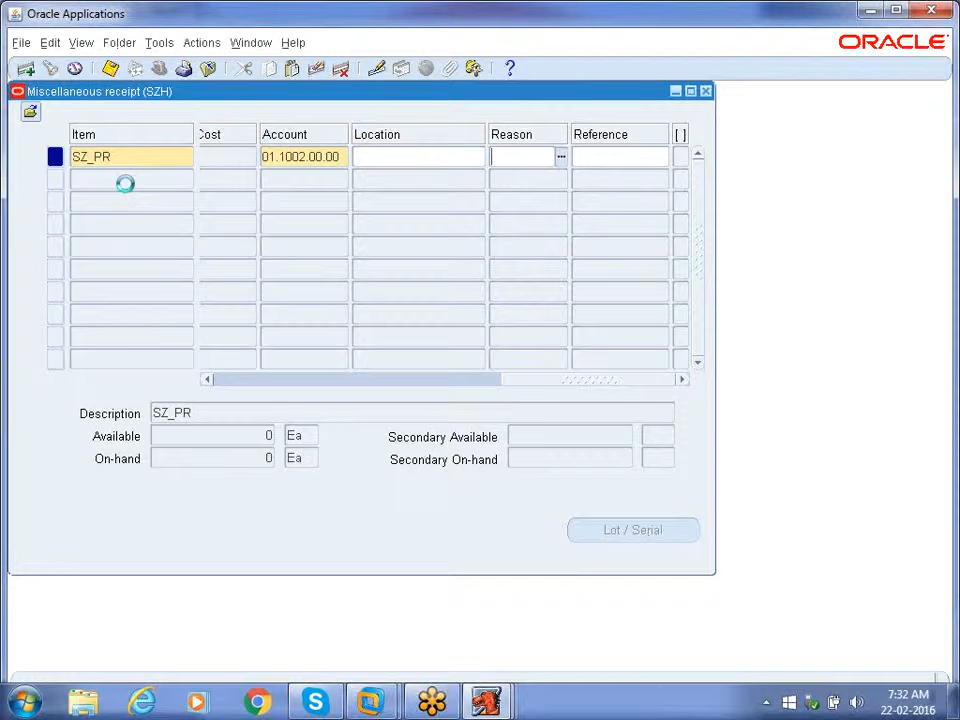 Oracle Applications
File Edit View Folder Tools Actions Window Help
ORACLE
Miscellaneous receipt (SZH)
Item Cost Account Location Reason Reference [ ]
SZ_PR 01.1002.00.00
Description SZ_PR
Available 0 Ea Secondary Available
On-hand 0 Ea Secondary On-hand
Lot / Serial
7:32 AM
22-02-2016